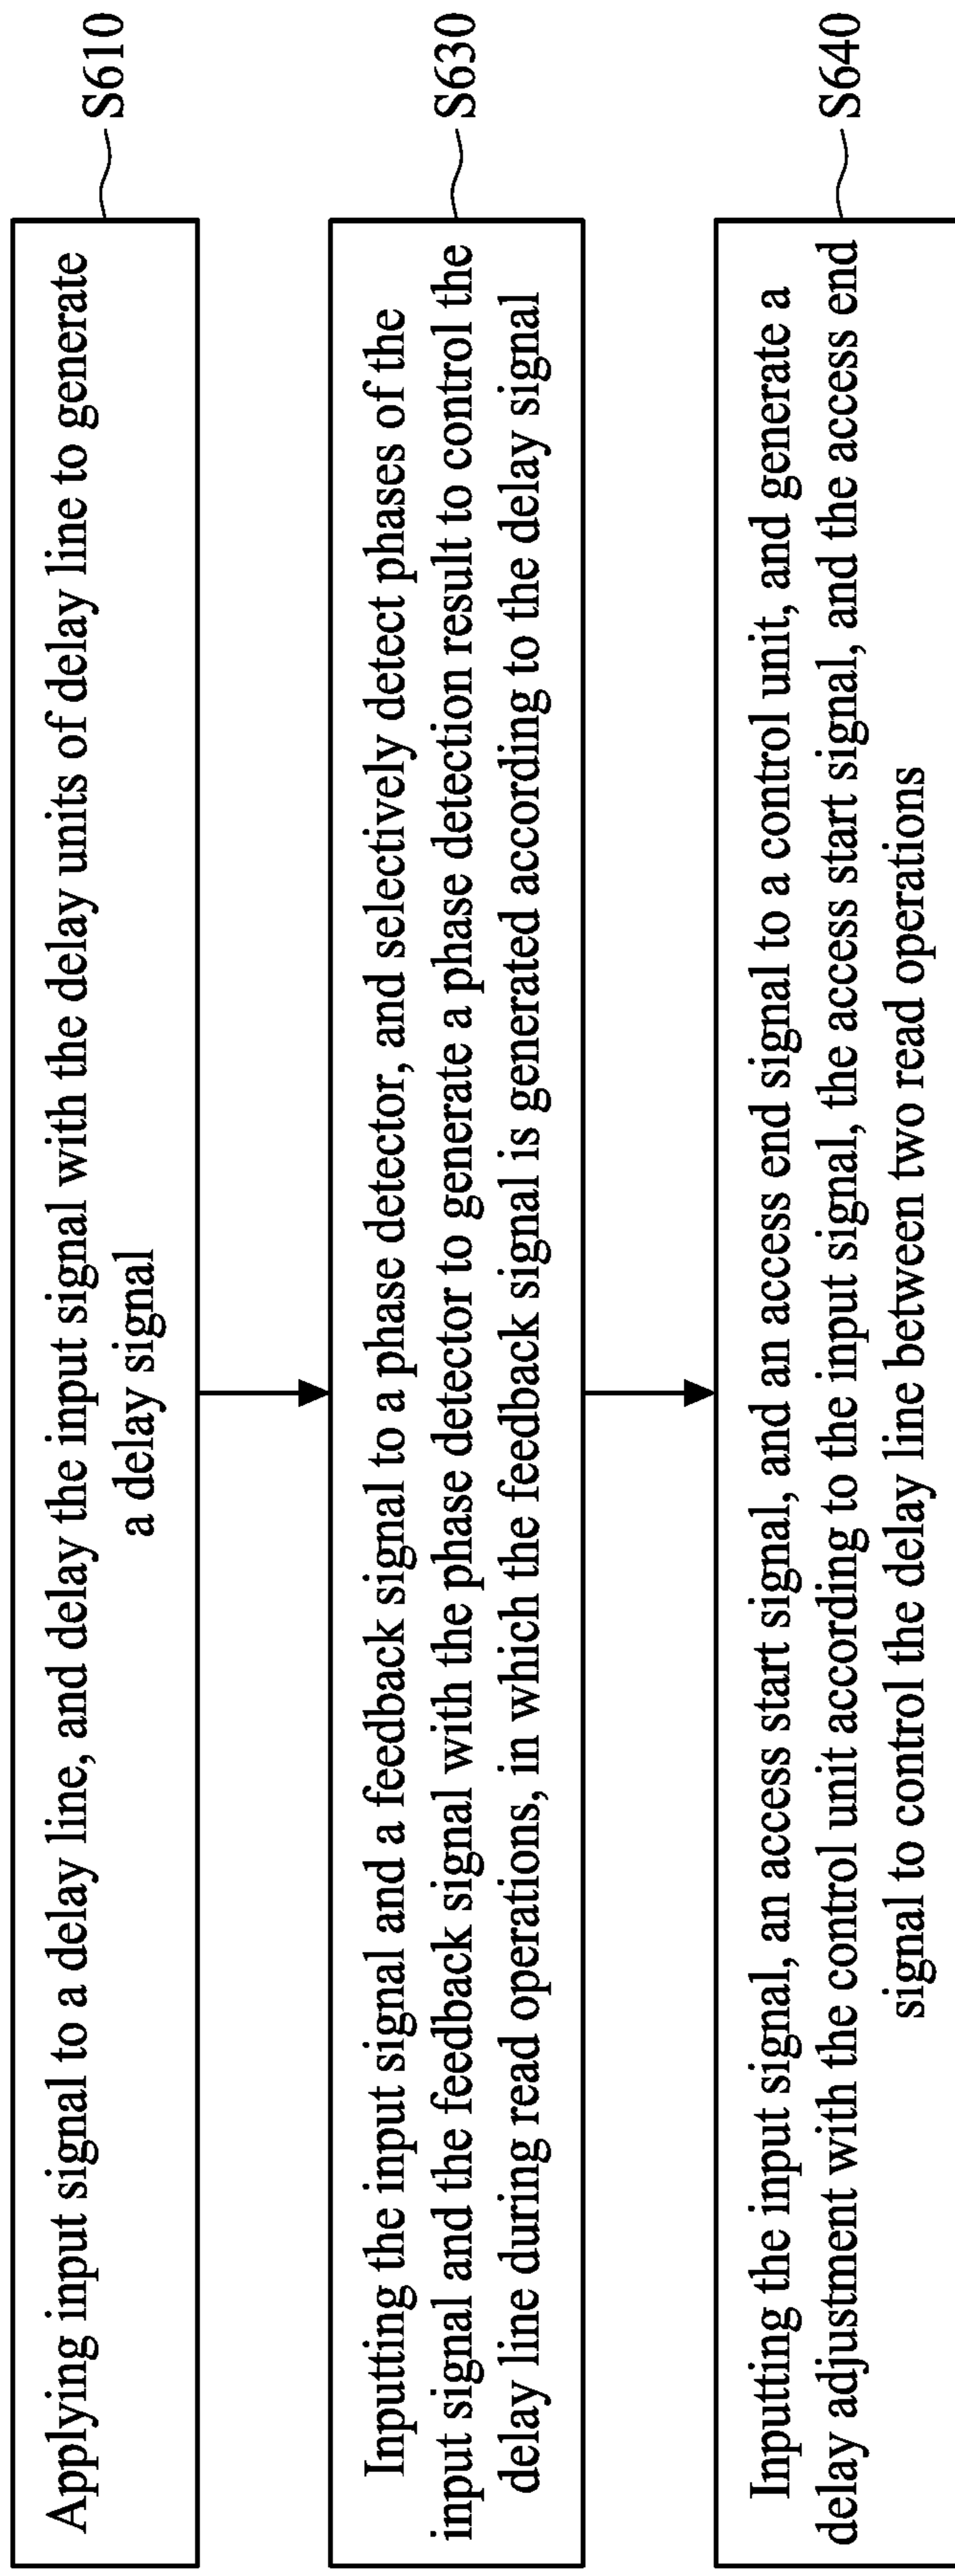 Applying input signal to a delay line, and delay the input signal with the delay units of delay line to generate
a delay signal
S610
Inputting the input signal and a feedback signal to a phase detector, and selectively detect phases of the
input signal and the feedback signal with the phase detector to generate a phase detection result to control the
delay line during read operations, in which the feedback signal is generated according to the delay signal
S630
Inputting the input signal, an access start signal, and an access end signal to a control unit, and generate a
delay adjustment with the control unit according to the input signal, the access start signal, and the access end
signal to control the delay line between two read operations
S640